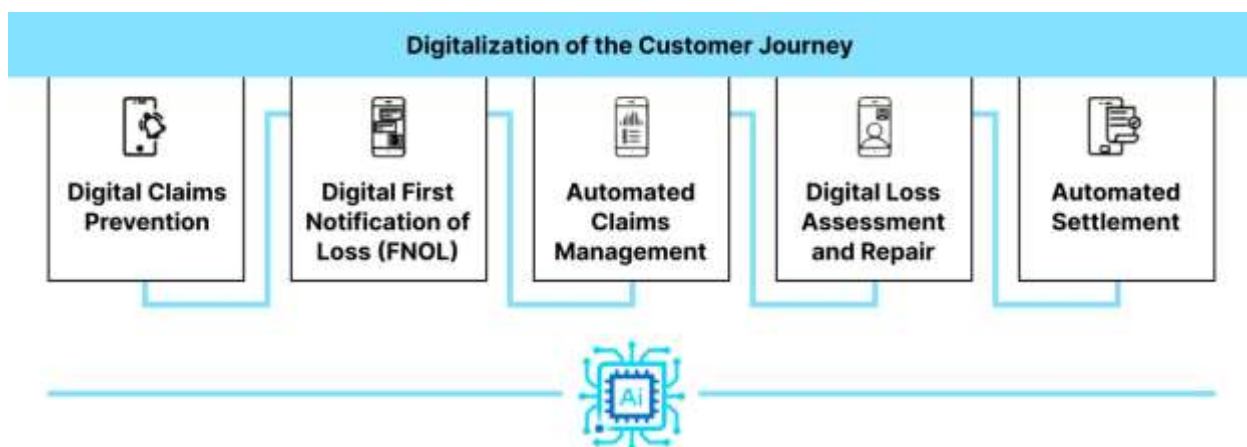 Digitalization of the Customer Journey
Digital Claims
Prevention
Digital First
Notification of
Loss (FNOL)
Automated
Claims
Management
Digital Loss
Assessment
and Repair
Automated
Settlement
Ai